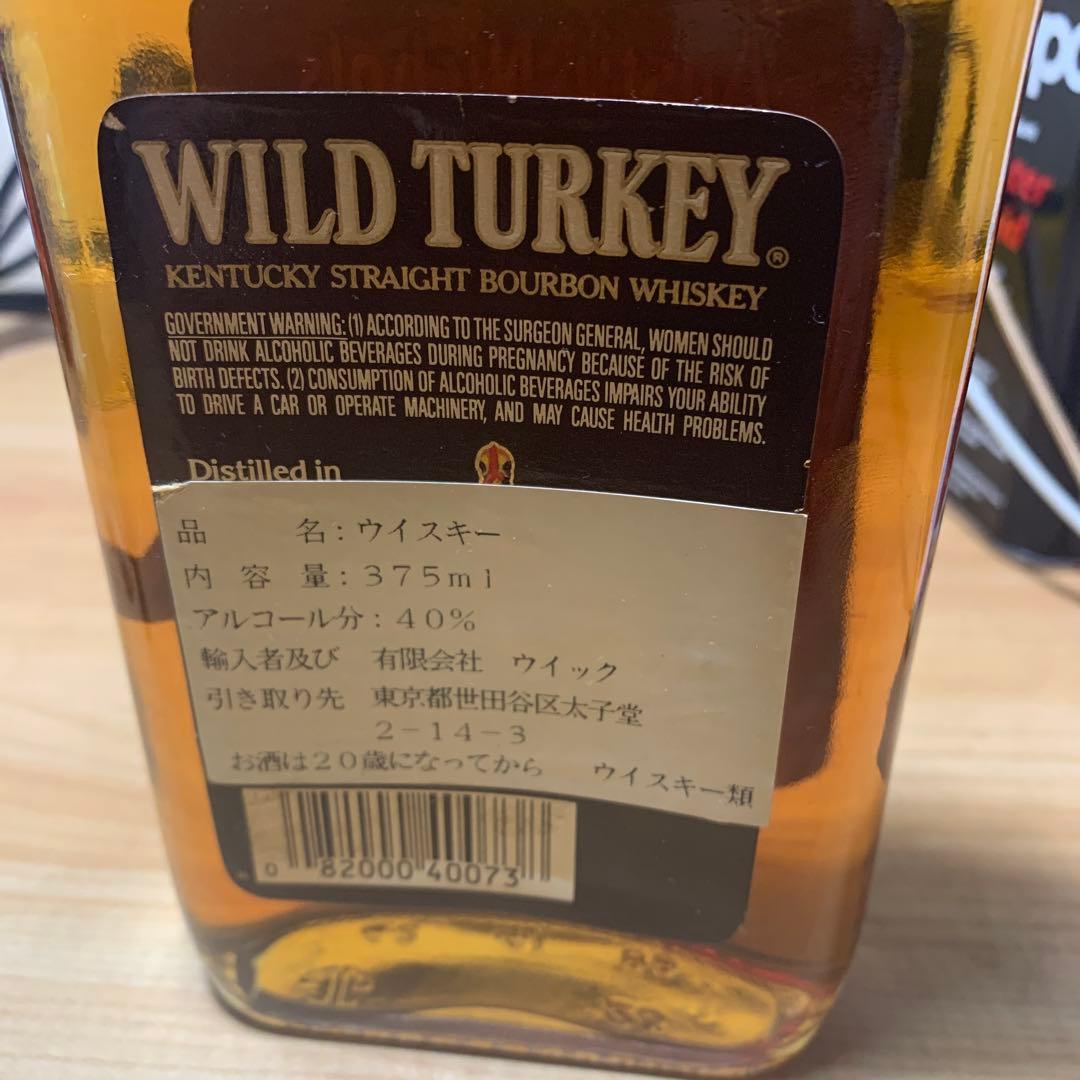 WILD TURKEY®
KENTUCKY STRAIGHT BOURBON WHISKEY
GOVERNMENT WARNING: (1) ACCORDING TO THE SURGEON GENERAL, WOMEN SHOULD
NOT DRINK ALCOHOLIC BEVERAGES DURING PREGNANCY BECAUSE OF THE RISK OF
BIRTH DEFECTS. (2) CONSUMPTION OF ALCOHOLIC BEVERAGES IMPAIRS YOUR ABILITY
TO DRIVE A CAR OR OPERATE MACHINERY, AND MAY CAUSE HEALTH PROBLEMS.
Distilled in
品 名:ウイスキー
内 容 量:375ml
アルコール分:40%
輸入者及び 有限会社 ウイック
引き取り先 東京都世田谷区太子堂
2-14-3
お酒は20歳になってから ウイスキー類
0 82000 40073